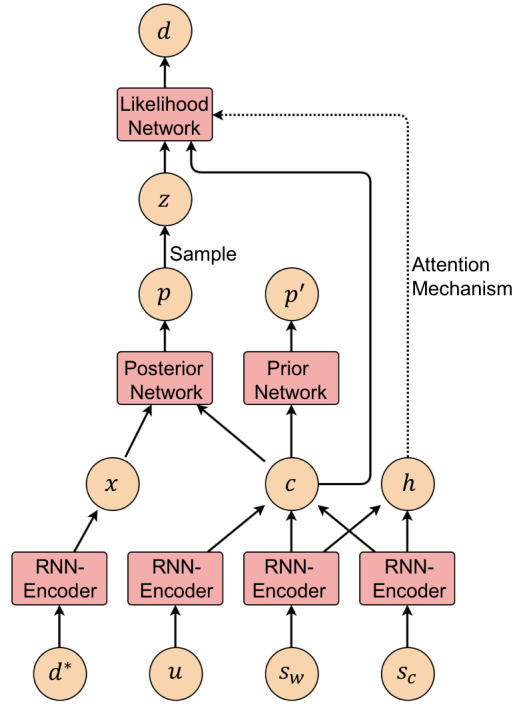 d
Likelihood
Network
z
Sample
Attention
Mechanism
p
p′
Posterior
Network
Prior
Network
x
c
h
RNN-
Encoder
RNN-
Encoder
RNN-
Encoder
RNN-
Encoder
d*
u
s_w
s_c